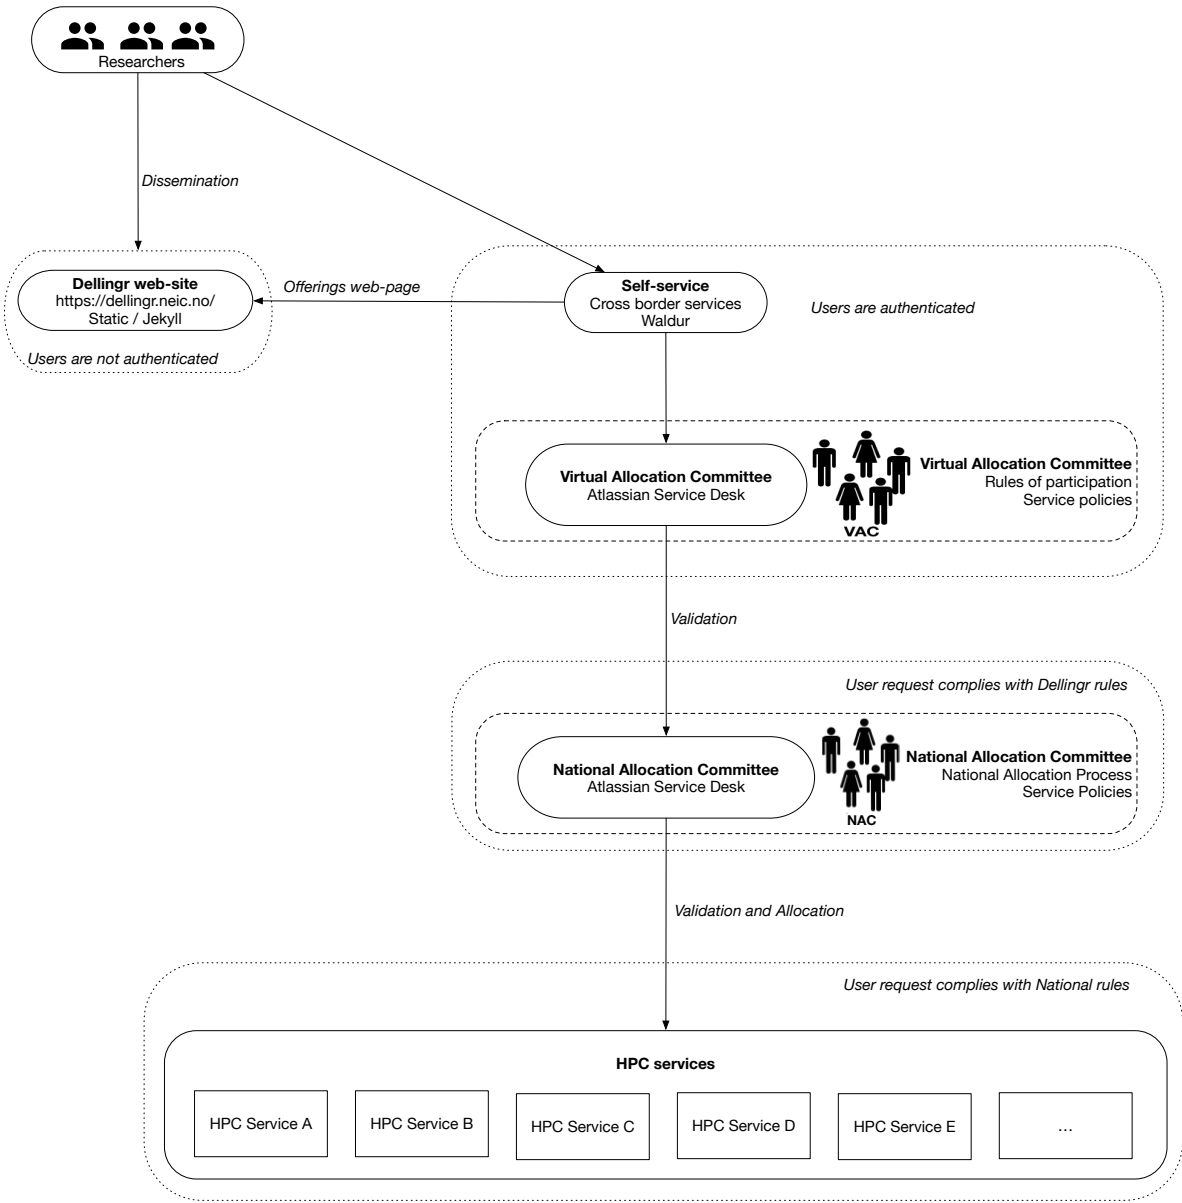 Researchers
Dissemination
Dellingr web-site
https://dellingr.neic.no/
Static / Jekyll
Users are not authenticated
Offerings web-page
Self-service
Cross border services
Waldur
Users are authenticated
Virtual Allocation Committee
Atlassian Service Desk
VAC
Virtual Allocation Committee
Rules of participation
Service policies
Validation
User request complies with Dellingr rules
National Allocation Committee
Atlassian Service Desk
NAC
National Allocation Committee
National Allocation Process
Service Policies
Validation and Allocation
User request complies with National rules
HPC services
HPC Service A
HPC Service B
HPC Service C
HPC Service D
HPC Service E
...